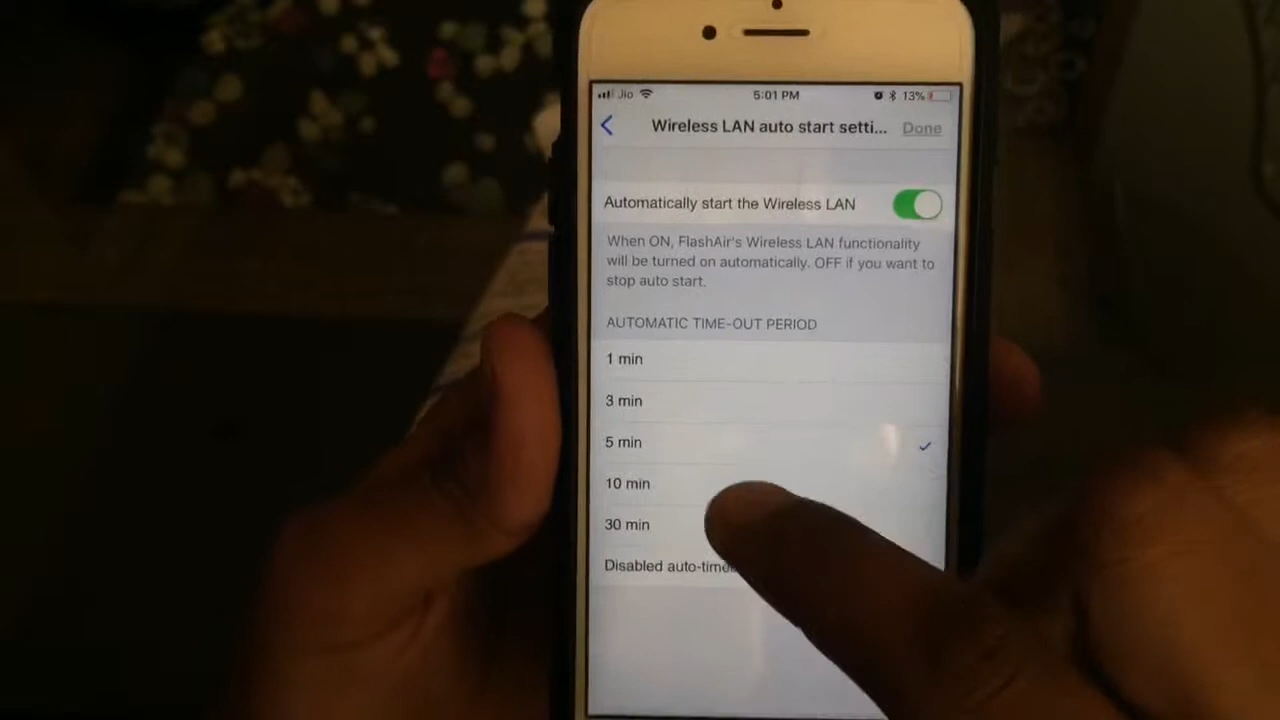 Jio 5:01 PM 13%
Wireless LAN auto start setti... Done
Automatically start the Wireless LAN
When ON, FlashAir's Wireless LAN functionality
will be turned on automatically. OFF if you want to
stop auto start.
AUTOMATIC TIME-OUT PERIOD
1 min
3 min
5 min
10 min
30 min
Disabled auto-time